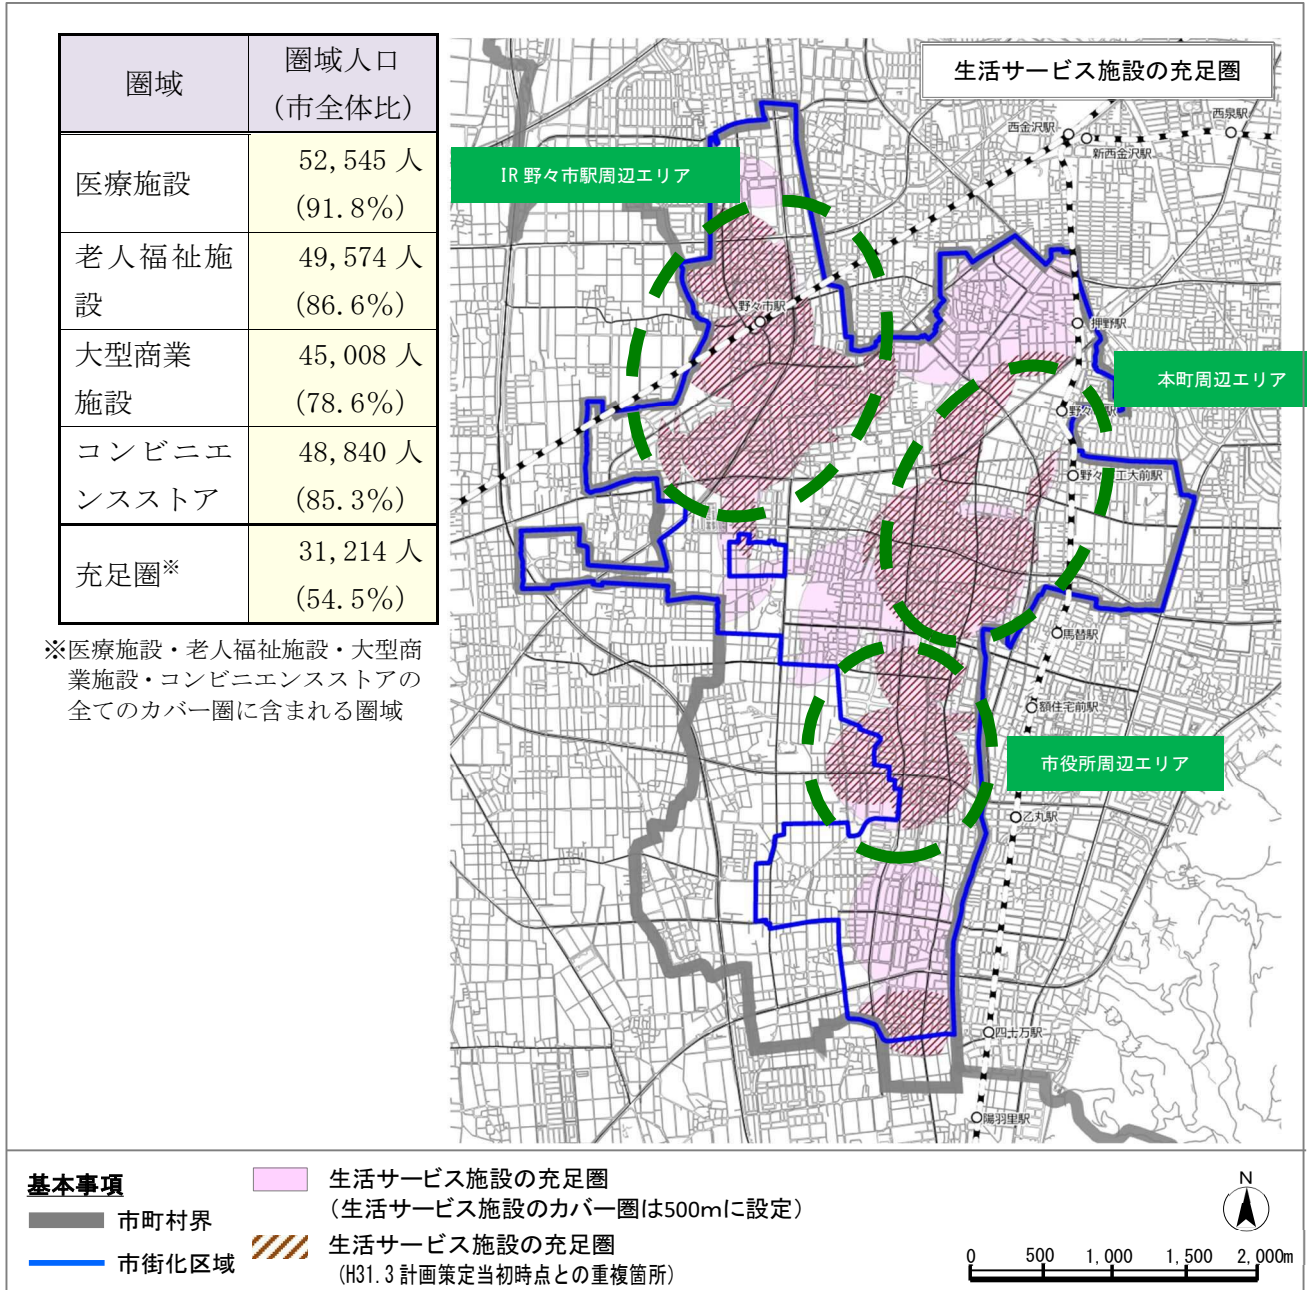 圏域
圏域人口
(市全体比)
医療施設
52,545 人
(91.8%)
老人福祉施
設
49,574 人
(86.6%)
大型商業
施設
45,008 人
(78.6%)
コンビニエ
ンスストア
48,840 人
(85.3%)
充足圏※
31,214 人
(54.5%)
※医療施設・老人福祉施設・大型商
業施設・コンビニエンスストアの
全てのカバー圏に含まれる圏域
生活サービス施設の充足圏
西金沢駅
新西金沢駅
西泉駅
IR 野々市駅周辺エリア
野々市駅
押野駅
本町周辺エリア
野々 駅
野々 工大前駅
馬替駅
額住宅前駅
市役所周辺エリア
乙丸駅
四十万駅
陽羽里駅
基本事項
市町村界
市街化区域
生活サービス施設の充足圏
(生活サービス施設のカバー圏は500mに設定)
生活サービス施設の充足圏
(H31.3 計画策定当初時点との重複箇所)
N
0 500 1,000 1,500 2,000m